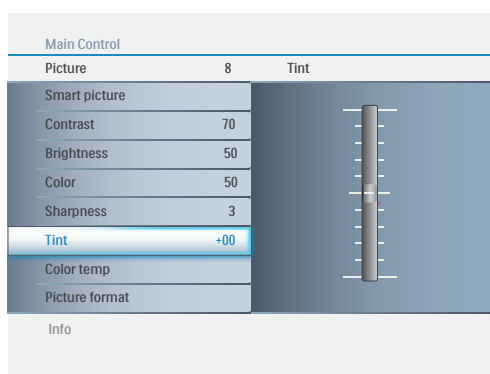 Main Control
Picture 8 Tint
Smart picture
Contrast 70
Brightness 50
Color 50
Sharpness 3
Tint +00
Color temp
Picture format
Info